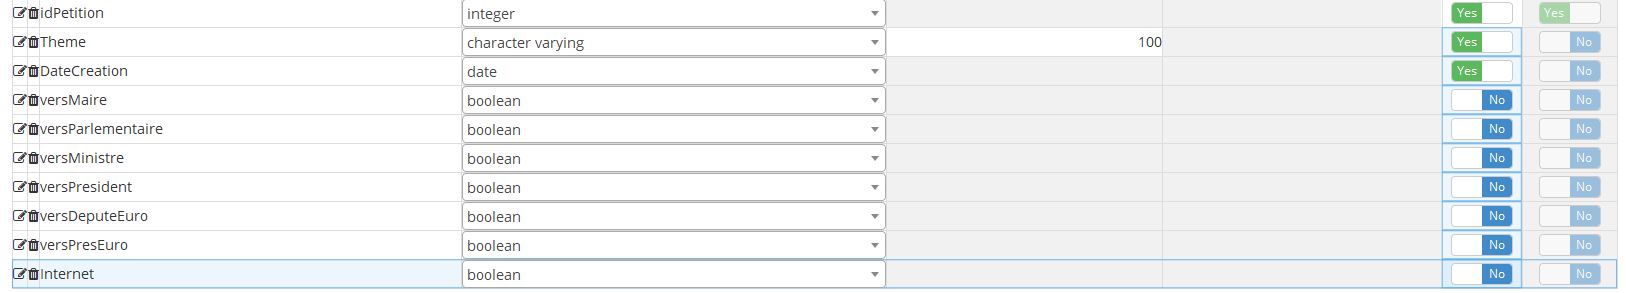 idPetition integer Yes Yes
Theme character varying 100 Yes No
DateCreation date Yes No
versMaire boolean No No
versParlementaire boolean No No
versMinistre boolean No No
versPresident boolean No No
versDeputeEuro boolean No No
versPresEuro boolean No No
Internet boolean No No